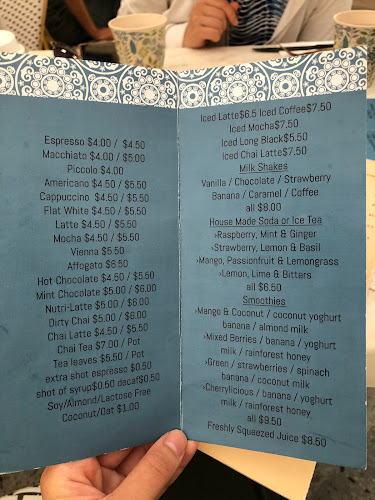 Espresso $4.00 / $4.50
Macchiato $4.00 / $5.00
Piccolo $4.00
Americano $4.50 / $5.50
Cappuccino $4.50 / $5.50
Flat White $4.50 / $5.50
Latte $4.50 / $5.50
Mocha $4.50 / $5.50
Vienna $5.50
Affogato $6.50
Hot Chocolate $4.50 / $5.50
Mint Chocolate $5.00 / $6.00
Nutri-Latte $5.00 / $6.00
Dirty Chai $5.00 / $6.00
Chai Latte $4.50 / $5.50
Chai Tea $7.00 / Pot
Tea leaves $5.50 / Pot
extra shot espresso $0.50
shot of syrup$0.50 decaf$0.50
Soy/Almond/Lactose Free
Coconut/Oat $1.00
Iced Latte$6.5 Iced Coffee$7.50
Iced Mocha$7.50
Iced Long Black$5.50
Iced Chai Latte$7.50
Milk Shakes
Vanilla / Chocolate / Strawberry
Banana / Caramel / Coffee
all $8.00
House Made Soda or Ice Tea
›Raspberry, Mint & Ginger
›Strawberry, Lemon & Basil
›Mango, Passionfruit & Lemongrass
›Lemon, Lime & Bitters
all $6.50
Smoothies
›Mango & Coconut / coconut yoghurt
banana / almond milk
›Mixed Berries / banana / yoghurt
milk / rainforest honey
›Green / strawberries / spinach
banana / coconut milk
›Cherrylicious / banana / yoghurt
milk / rainforest honey
all $9.50
Freshly Squeezed Juice $8.50